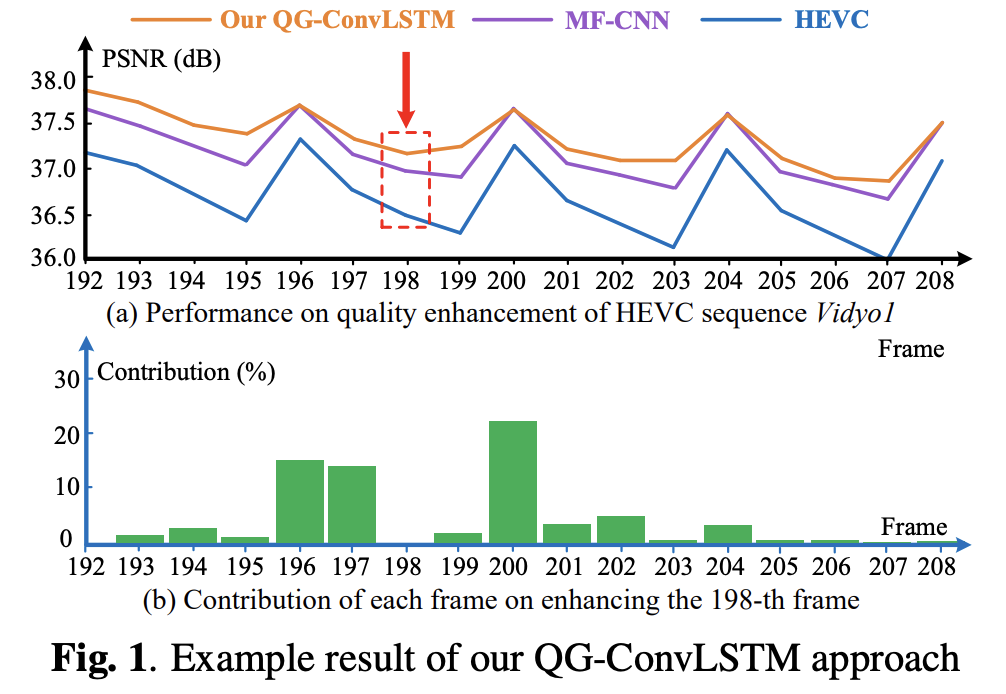 Our QG-ConvLSTM MF-CNN HEVC
PSNR (dB)
38.0
37.5
37.0
36.5
36.0
192 193 194 195 196 197 198 199 200 201 202 203 204 205 206 207 208
(a) Performance on quality enhancement of HEVC sequence Vidyo1
Frame
Contribution (%)
30
20
10
0
Frame
192 193 194 195 196 197 198 199 200 201 202 203 204 205 206 207 208
(b) Contribution of each frame on enhancing the 198-th frame
Fig. 1. Example result of our QG-ConvLSTM approach